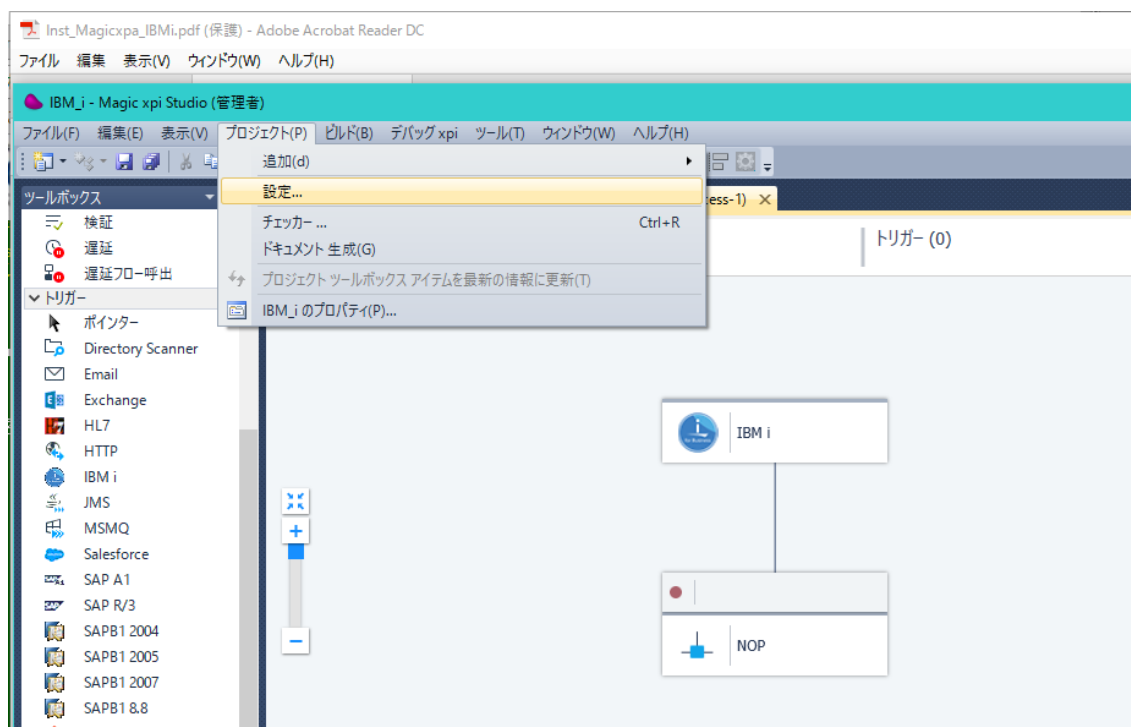 Inst_Magicxpa_IBMi.pdf (保護) - Adobe Acrobat Reader DC
ファイル 編集 表示(V) ウィンドウ(W) ヘルプ(H)
IBM_i - Magic xpi Studio (管理者)
ファイル(F) 編集(E) 表示(V) プロジェクト(P) ビルド(B) デバッグ xpi ツール(T) ウィンドウ(W) ヘルプ(H)
追加(d)
設定...
チェッカー ... Ctrl+R
ドキュメント 生成(G)
プロジェクト ツールボックス アイテムを最新の情報に更新(T)
IBM_i のプロパティ(P)...
ess-1)
トリガー (0)
ツールボックス
検証
遅延
遅延フロー呼出
トリガー
ポインター
Directory Scanner
Email
Exchange
HL7
HTTP
IBM i
JMS
MSMQ
Salesforce
SAP A1
SAP R/3
SAPB1 2004
SAPB1 2005
SAPB1 2007
SAPB1 8.8
IBM i
NOP